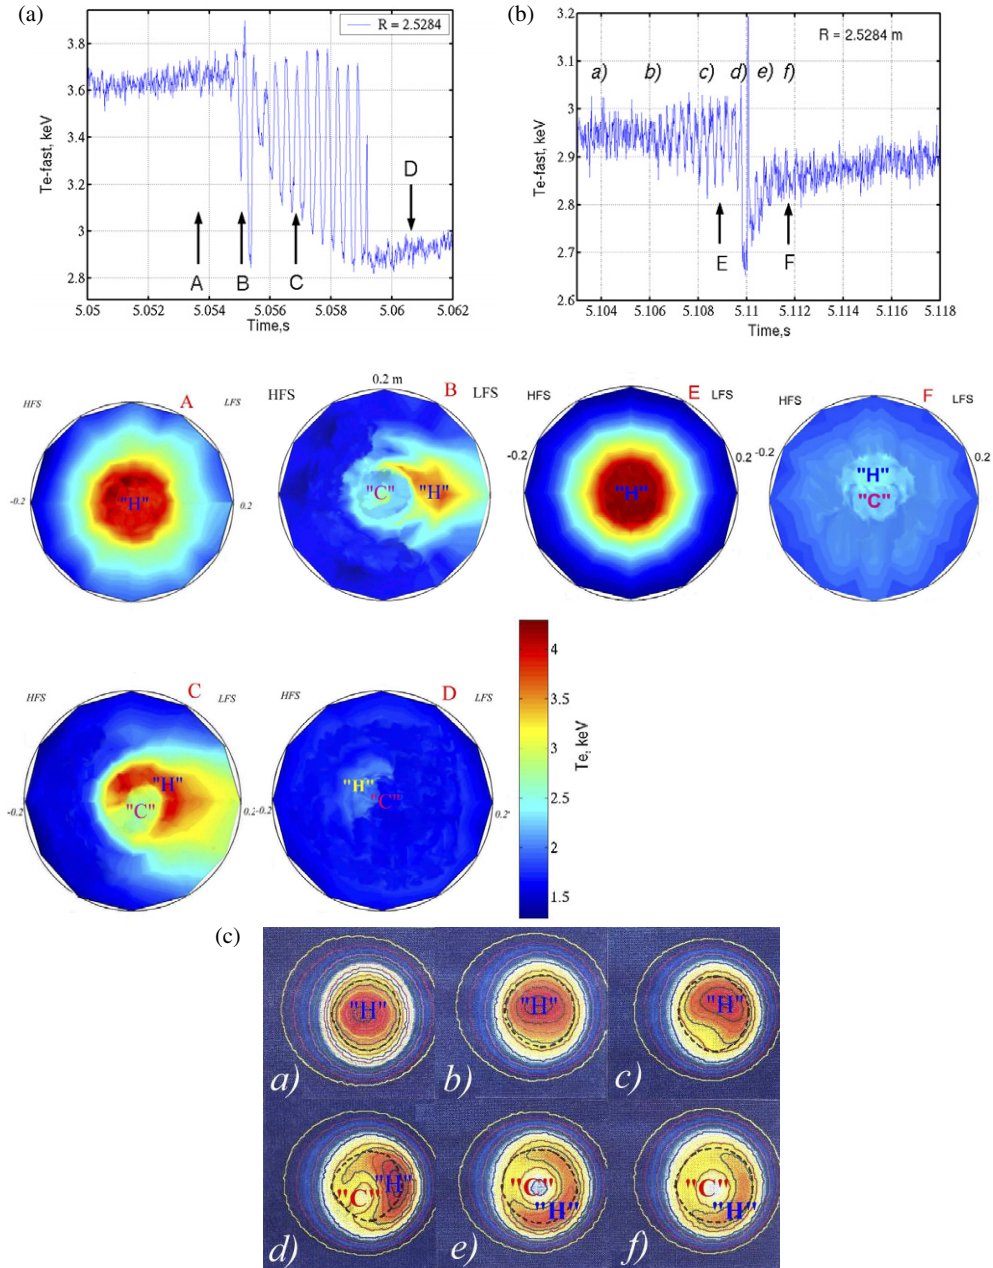 (a)
R = 2.5284
Te-fast, keV
3.8
3.6
3.4
3.2
3
2.8
A
B
C
D
5.05
5.052
5.054
5.056
5.058
5.06
5.062
Time,s
(b)
R = 2.5284 m
Te-fast, keV
3.2
3.1
3
2.9
2.8
2.7
2.6
a)
b)
c)
d)
e)
f)
E
F
5.104
5.106
5.108
5.11
5.112
5.114
5.116
5.118
Time,s
HFS
A
LFS
-0.2
"H"
0.2
0.2 m
HFS
B
LFS
"C"
"H"
HFS
E
LFS
-0.2
0.2
"H"
HFS
F
LFS
-0.2
0.2
"H"
"C"
HFS
C
LFS
-0.2
"H"
"C"
0.2
HFS
D
LFS
-0.2
"H"
"C"
0.2
4
3.5
3
2.5
2
1.5
Te, keV
(c)
"H"
a)
"H"
b)
"H"
c)
"C"
"H"
d)
"C"
"H"
e)
"C"
"H"
f)